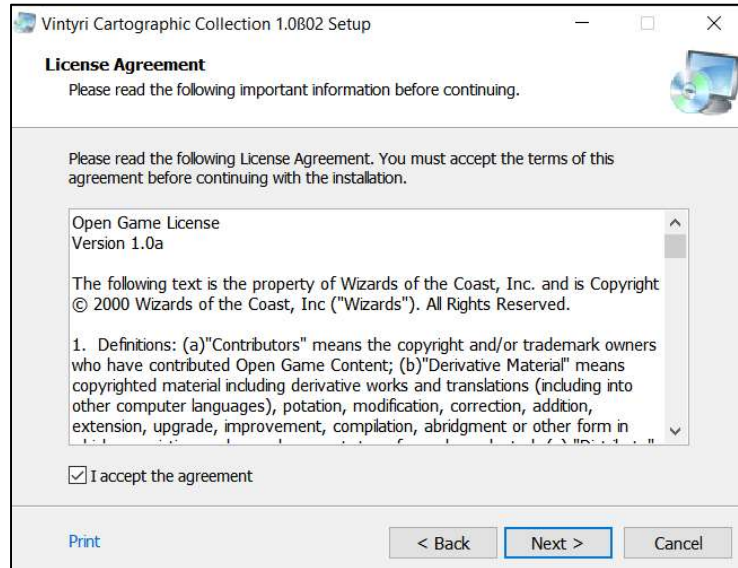 Vintyri Cartographic Collection 1.0ß02 Setup
License Agreement
Please read the following important information before continuing.
Please read the following License Agreement. You must accept the terms of this
agreement before continuing with the installation.
Open Game License
Version 1.0a
The following text is the property of Wizards of the Coast, Inc. and is Copyright
© 2000 Wizards of the Coast, Inc ("Wizards"). All Rights Reserved.
1. Definitions: (a)"Contributors" means the copyright and/or trademark owners
who have contributed Open Game Content; (b)"Derivative Material" means
copyrighted material including derivative works and translations (including into
other computer languages), potation, modification, correction, addition,
extension, upgrade, improvement, compilation, abridgment or other form in
I accept the agreement
Print
< Back
Next >
Cancel